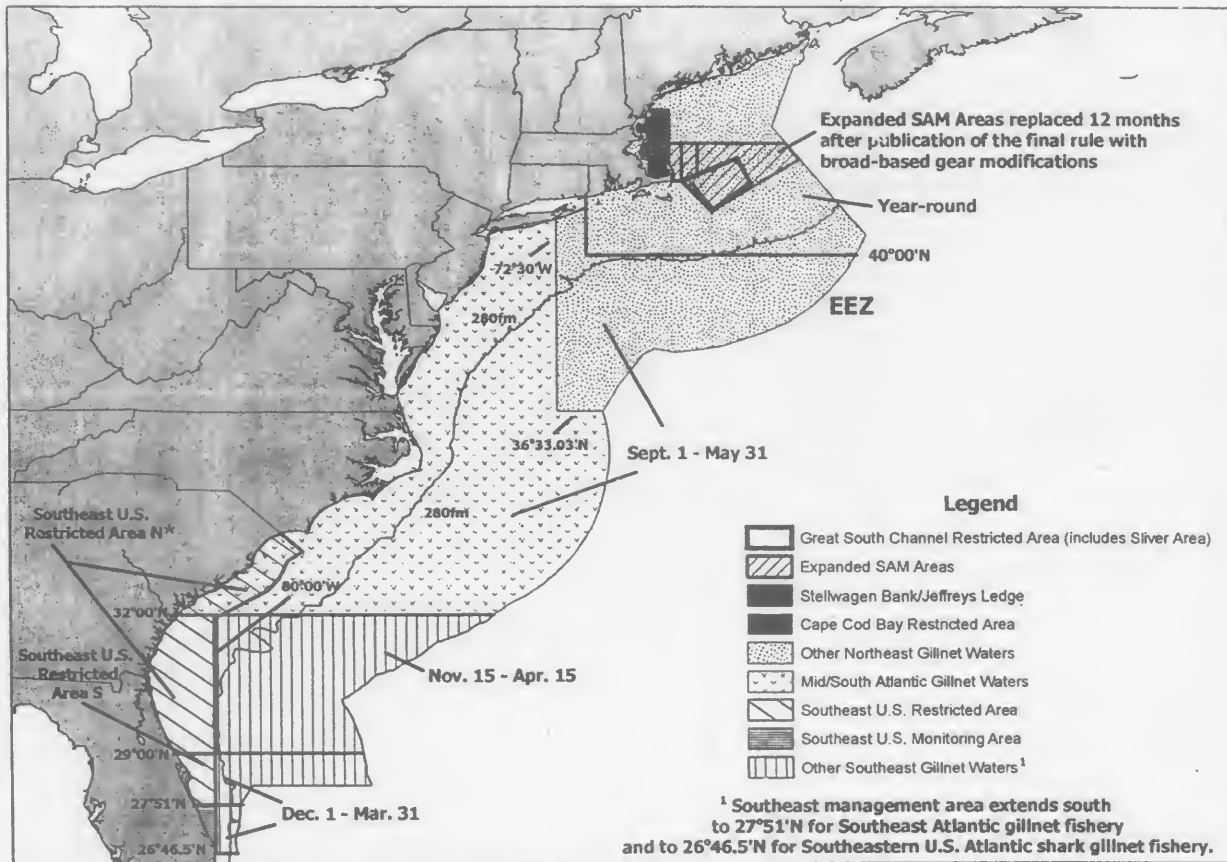 Expanded SAM Areas replaced 12 months
after publication of the final rule with
broad-based gear modifications
Year-round
40°00'N
72°30'W
EEZ
280fm
36°33.03'N
Sept. 1 - May 31
280fm
Southeast U.S.
Restricted Area N*
80°00'W
32°00'N
Southeast U.S.
Restricted
Area S
Nov. 15 - Apr. 15
29°00'N
27°51'N
Dec. 1 - Mar. 31
26°46.5'N
Legend
Great South Channel Restricted Area (includes Sliver Area)
Expanded SAM Areas
Stellwagen Bank/Jeffreys Ledge
Cape Cod Bay Restricted Area
Other Northeast Gillnet Waters
Mid/South Atlantic Gillnet Waters
Southeast U.S. Restricted Area
Southeast U.S. Monitoring Area
Other Southeast Gillnet Waters¹
¹ Southeast management area extends south
to 27°51'N for Southeast Atlantic gillnet fishery
and to 26°46.5'N for Southeastern U.S. Atlantic shark gillnet fishery.